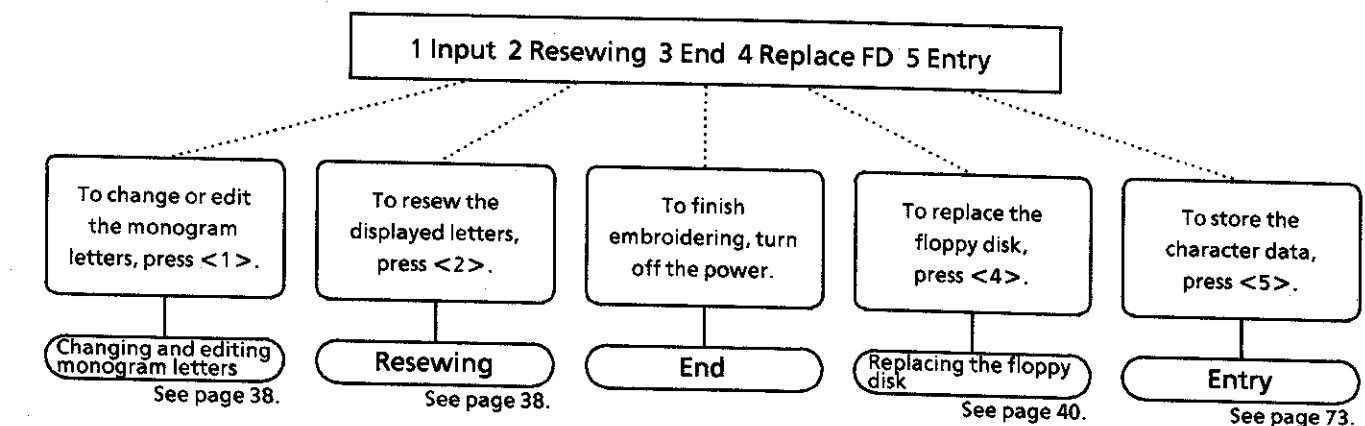 1 Input 2 Resewing 3 End 4 Replace FD 5 Entry
To change or edit
the monogram
letters, press <1>.
Changing and editing
monogram letters
See page 38.
To resew the
displayed letters,
press <2>.
Resewing
See page 38.
To finish
embroidering, turn
off the power.
End
To replace the
floppy disk,
press <4>.
Replacing the floppy
disk
See page 40.
To store the
character data,
press <5>.
Entry
See page 73.